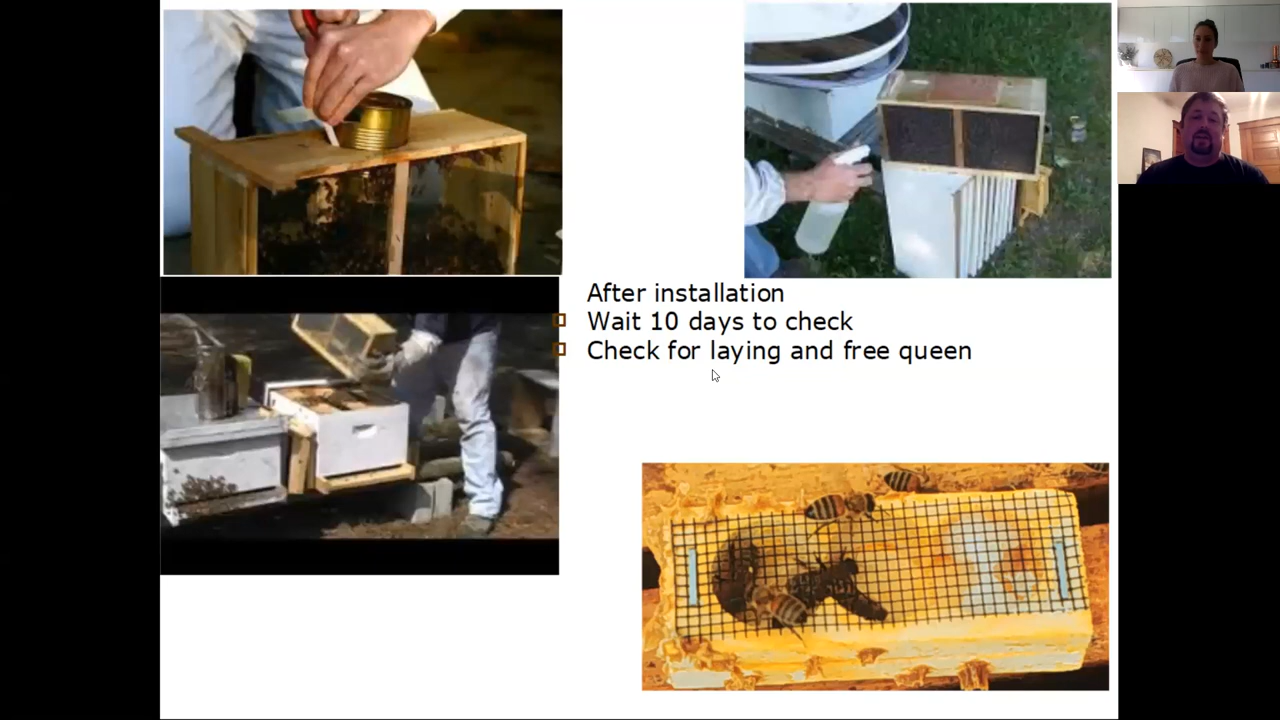 After installation
Wait 10 days to check
Check for laying and free queen